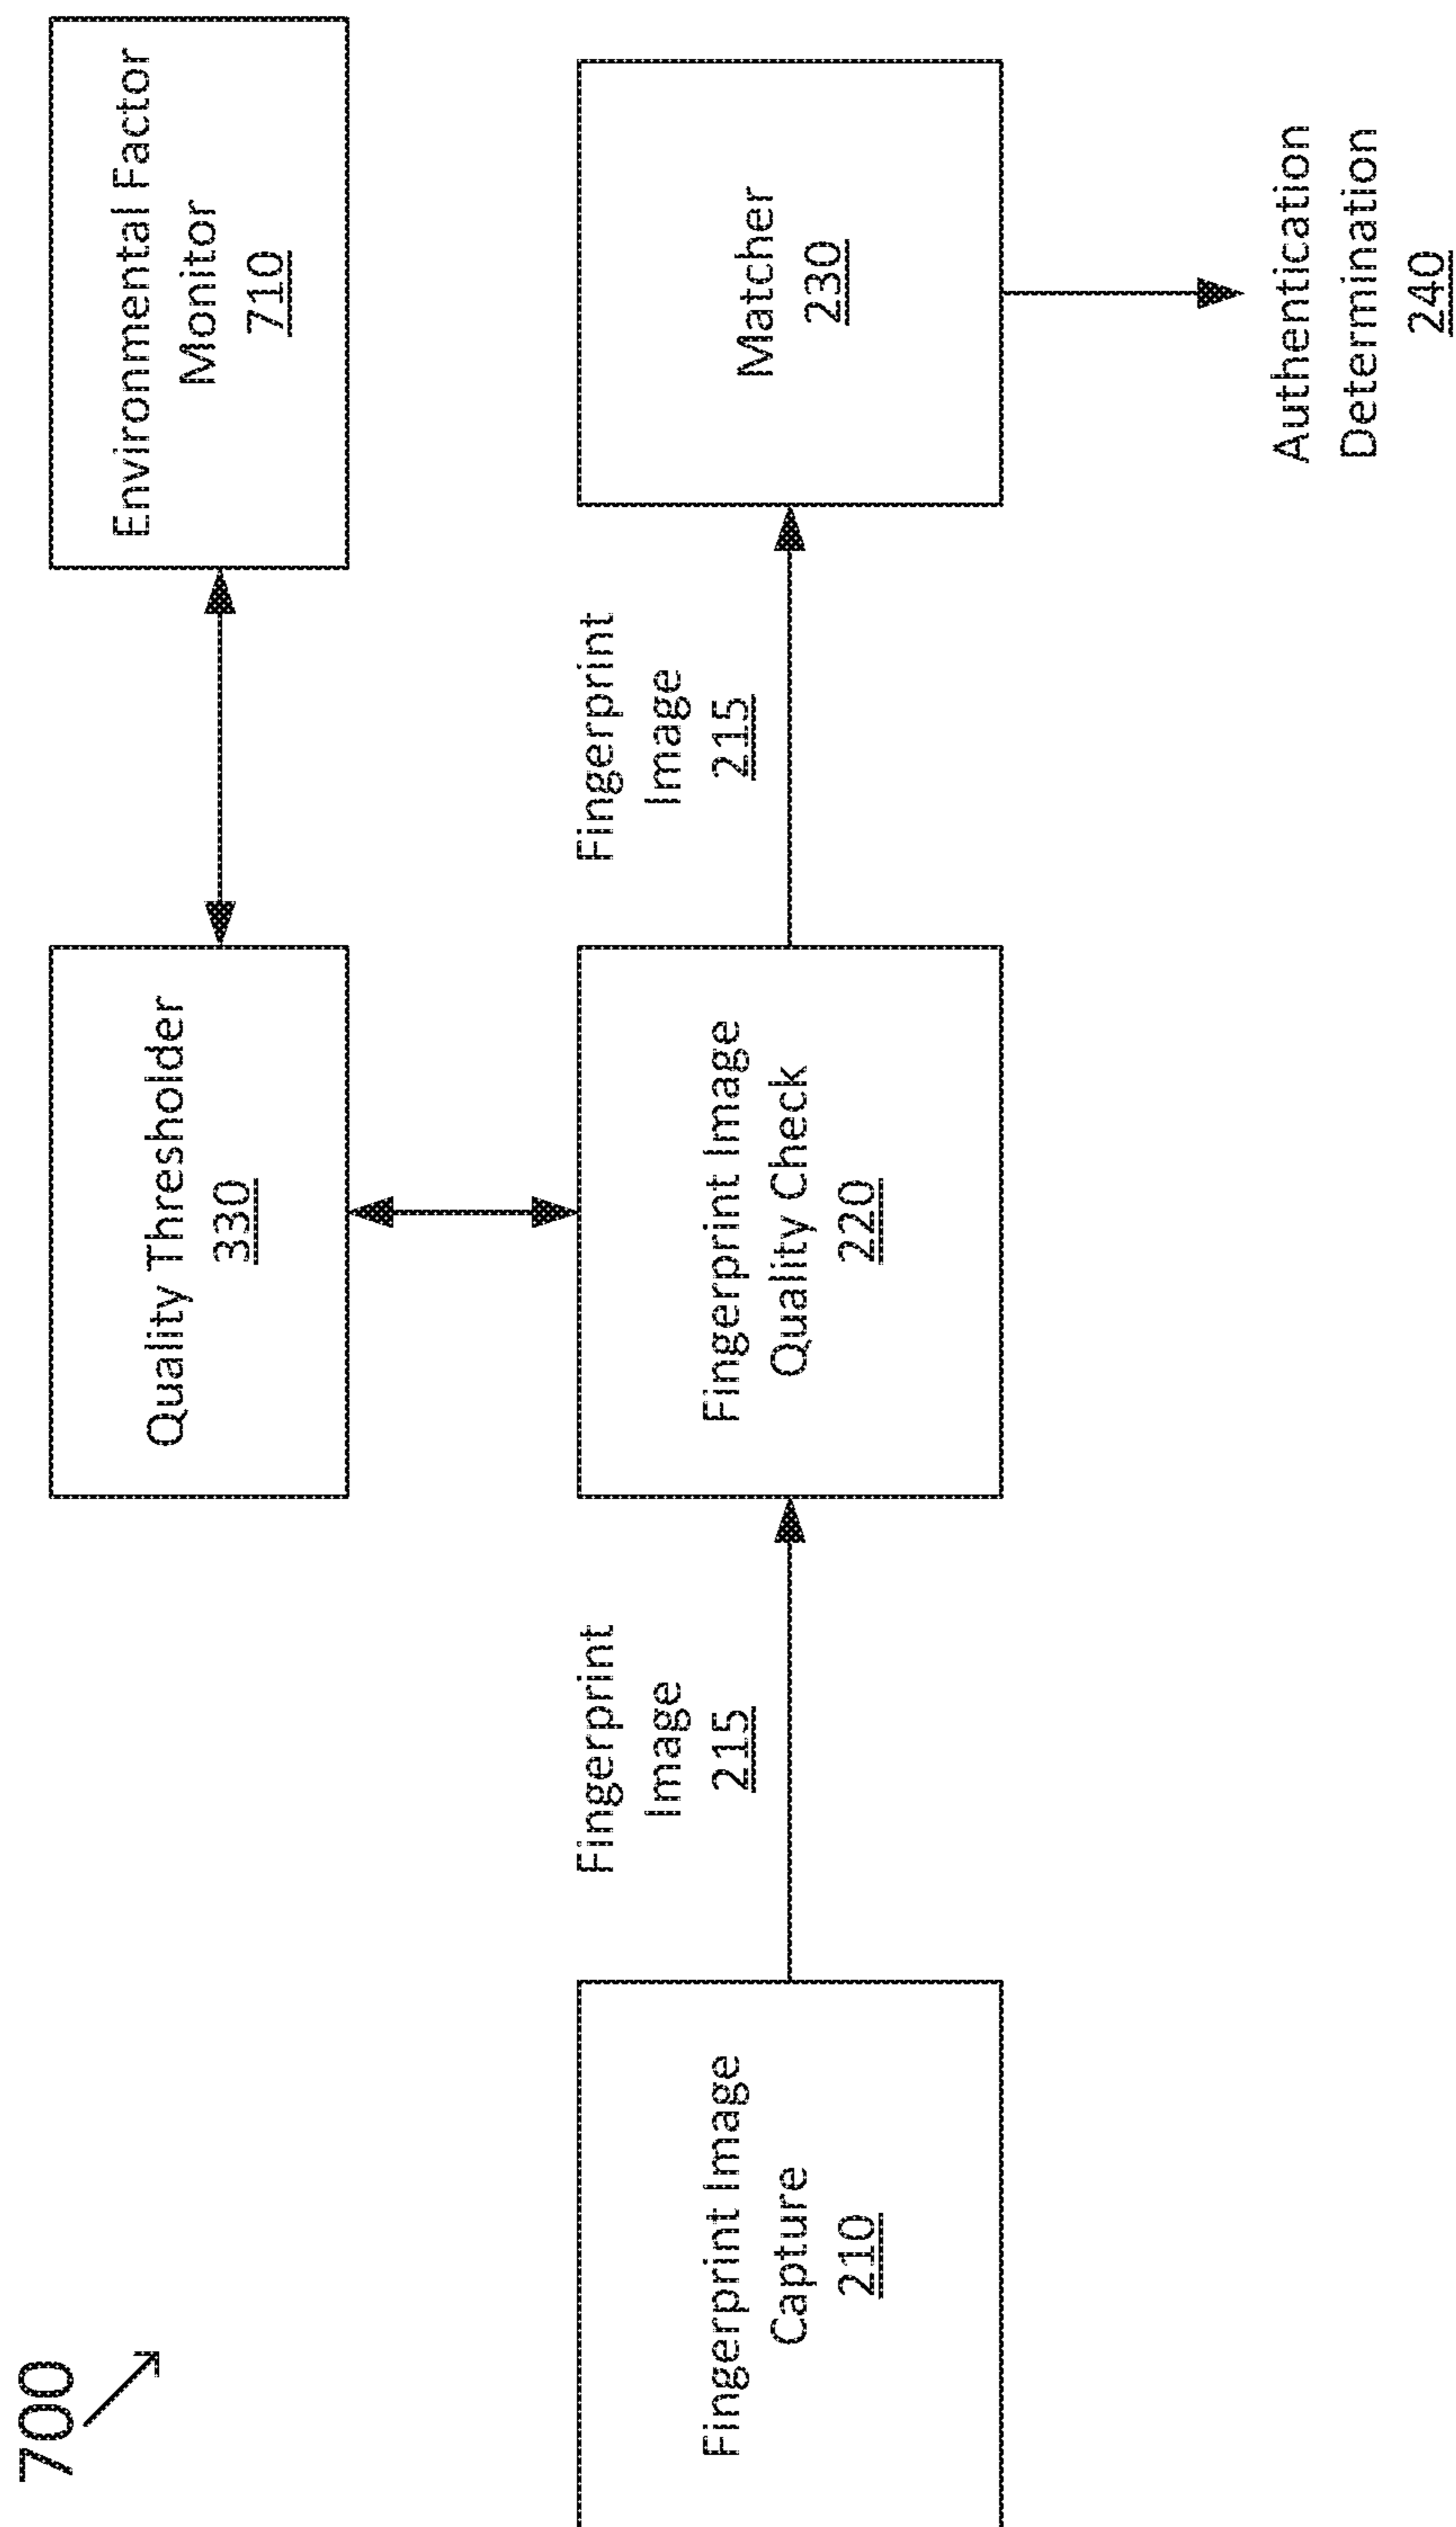 700
Quality Thresholder
330
Environmental Factor
Monitor
710
Fingerprint Image
Capture
210
Fingerprint
Image
215
Fingerprint Image
Quality Check
220
Fingerprint
Image
215
Matcher
230
Authentication
Determination
240